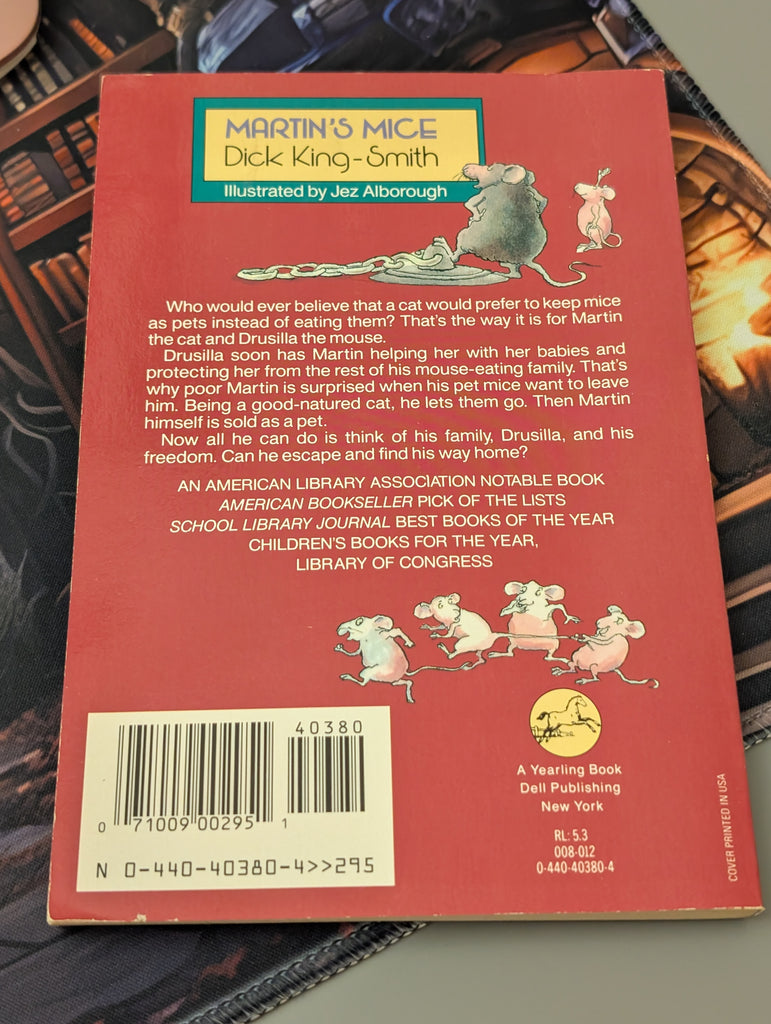 MARTIN'S MICE
Dick King-Smith
Illustrated by Jez Alborough
Who would ever believe that a cat would prefer to keep mice
as pets instead of eating them? That's the way it is for Martin
the cat and Drusilla the mouse.
Drusilla soon has Martin helping her with her babies and
protecting her from the rest of his mouse-eating family. That's
why poor Martin is surprised when his pet mice want to leave
him. Being a good-natured cat, he lets them go. Then Martin
himself is sold as a pet.
Now all he can do is think of his family, Drusilla, and his
freedom. Can he escape and find his way home?
AN AMERICAN LIBRARY ASSOCIATION NOTABLE BOOK
AMERICAN BOOKSELLER PICK OF THE LISTS
SCHOOL LIBRARY JOURNAL BEST BOOKS OF THE YEAR
CHILDREN'S BOOKS FOR THE YEAR,
LIBRARY OF CONGRESS
40380
0 71009 00295 1
N 0-440-40380-4>>295
A Yearling Book
Dell Publishing
New York
RL: 5.3
008-012
0-440-40380-4
COVER PRINTED IN USA